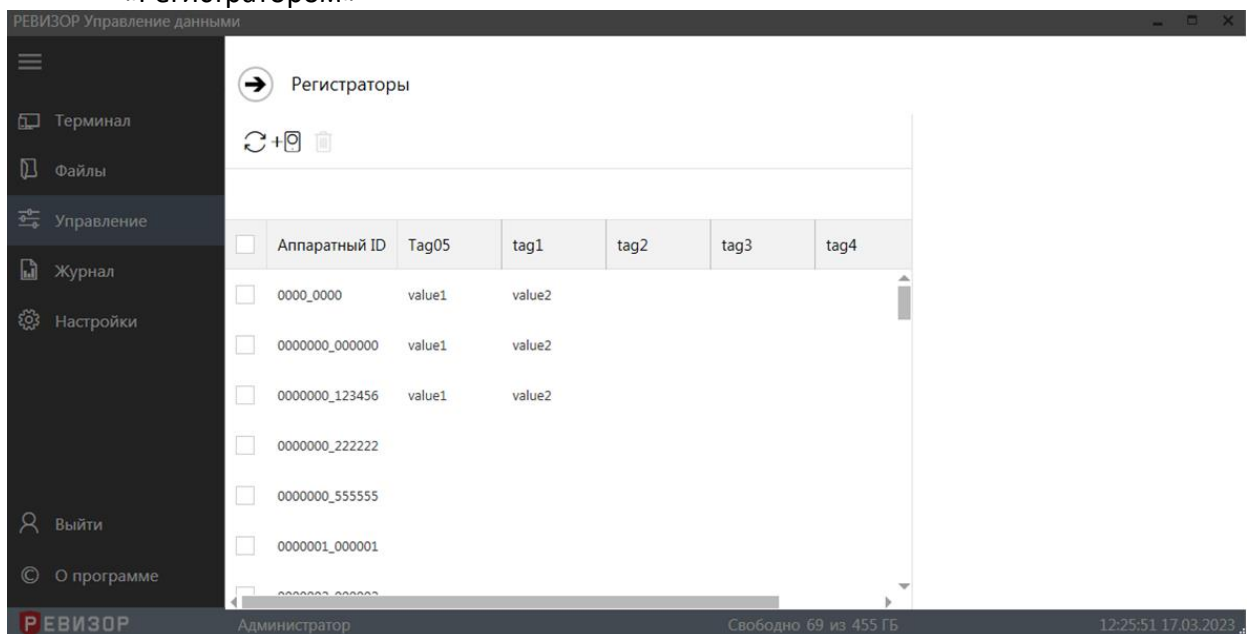 «Регистратором»
РЕВИЗОР Управление данными
Регистраторы
Терминал
Файлы
Управление
Журнал
Настройки
Выйти
О программе
Аппаратный ID Tag05 tag1 tag2 tag3 tag4
0000_0000 value1 value2
0000000_000000 value1 value2
0000000_123456 value1 value2
0000000_222222
0000000_555555
0000001_000001
РЕВИЗОР Администратор Свободно 69 из 455 ГБ 12:25:51 17.03.2023